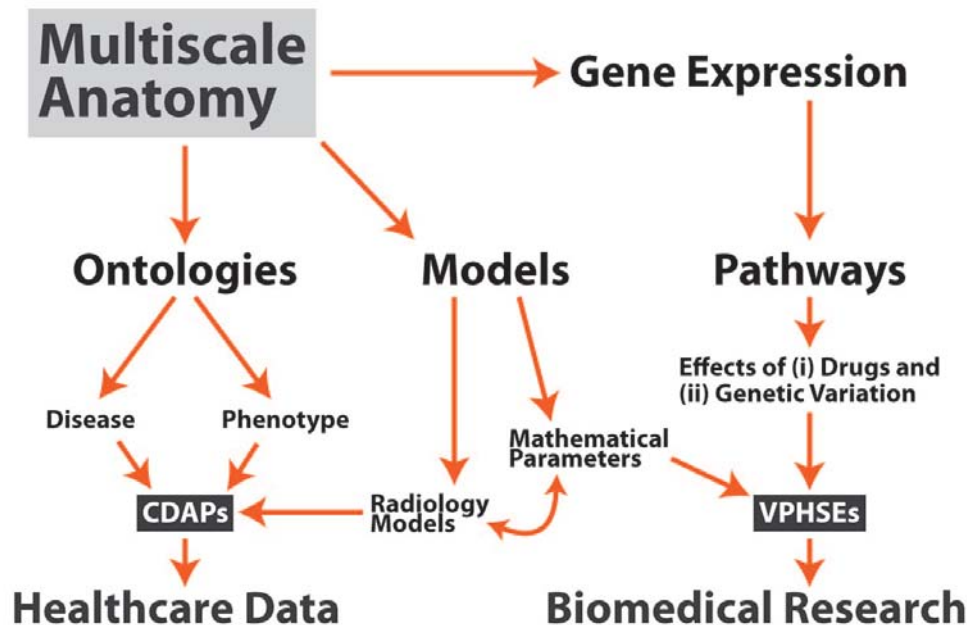 Multiscale
Anatomy
Gene Expression
Ontologies
Models
Pathways
Effects of (i) Drugs and
(ii) Genetic Variation
Disease
Phenotype
Mathematical
Parameters
CDAPs
Radiology
Models
VPHSEs
Healthcare Data
Biomedical Research